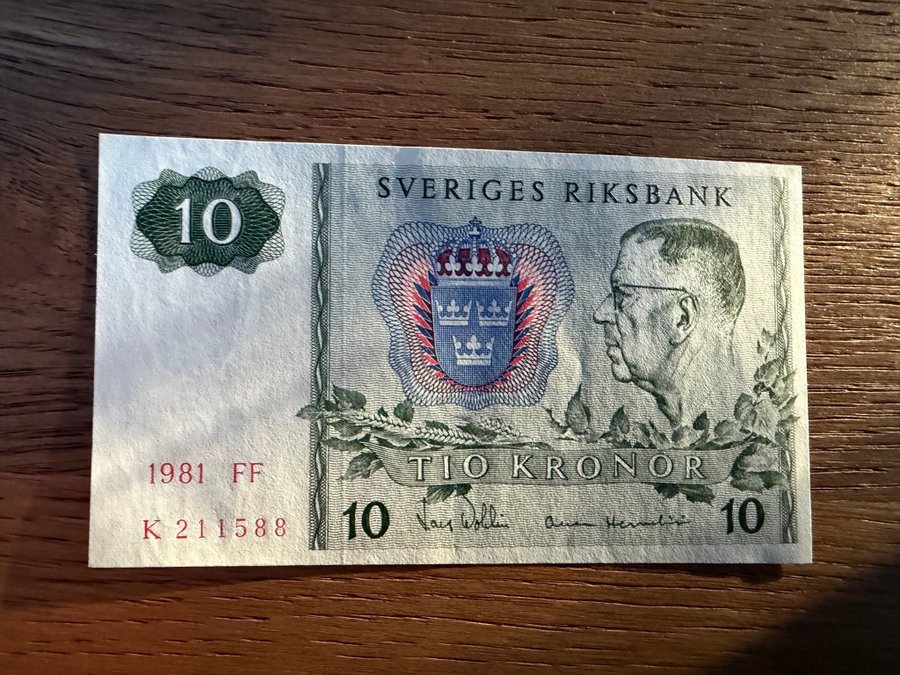 SVERIGES RIKSBANK
10
1981 FF
K 211588
TIO KRONOR
10
10